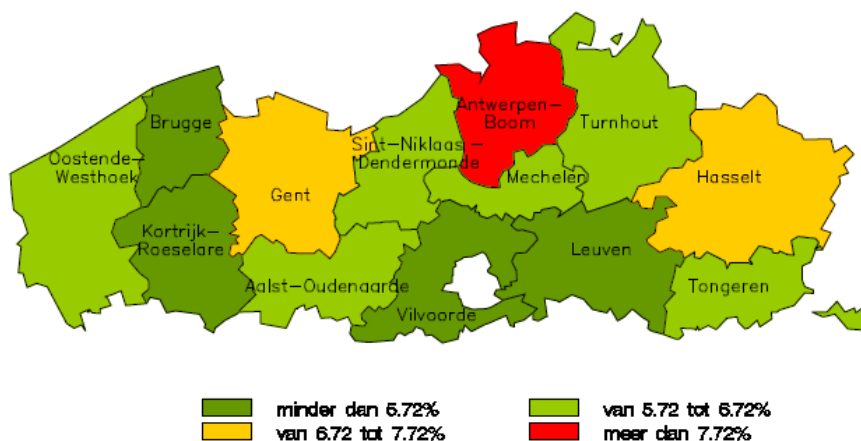 Antwerpen-
Boom
Brugge
Turnhout
Sint-Niklaas-
Dendermonde
Oostende-
Westhoek
Mechelen
Hasselt
Gent
Kortrijk-
Roeselare
Leuven
Aalst-Oudenaarde
Tongeren
Vilvoorde
minder dan 5.72%
van 5.72 tot 6.72%
van 6.72 tot 7.72%
meer dan 7.72%